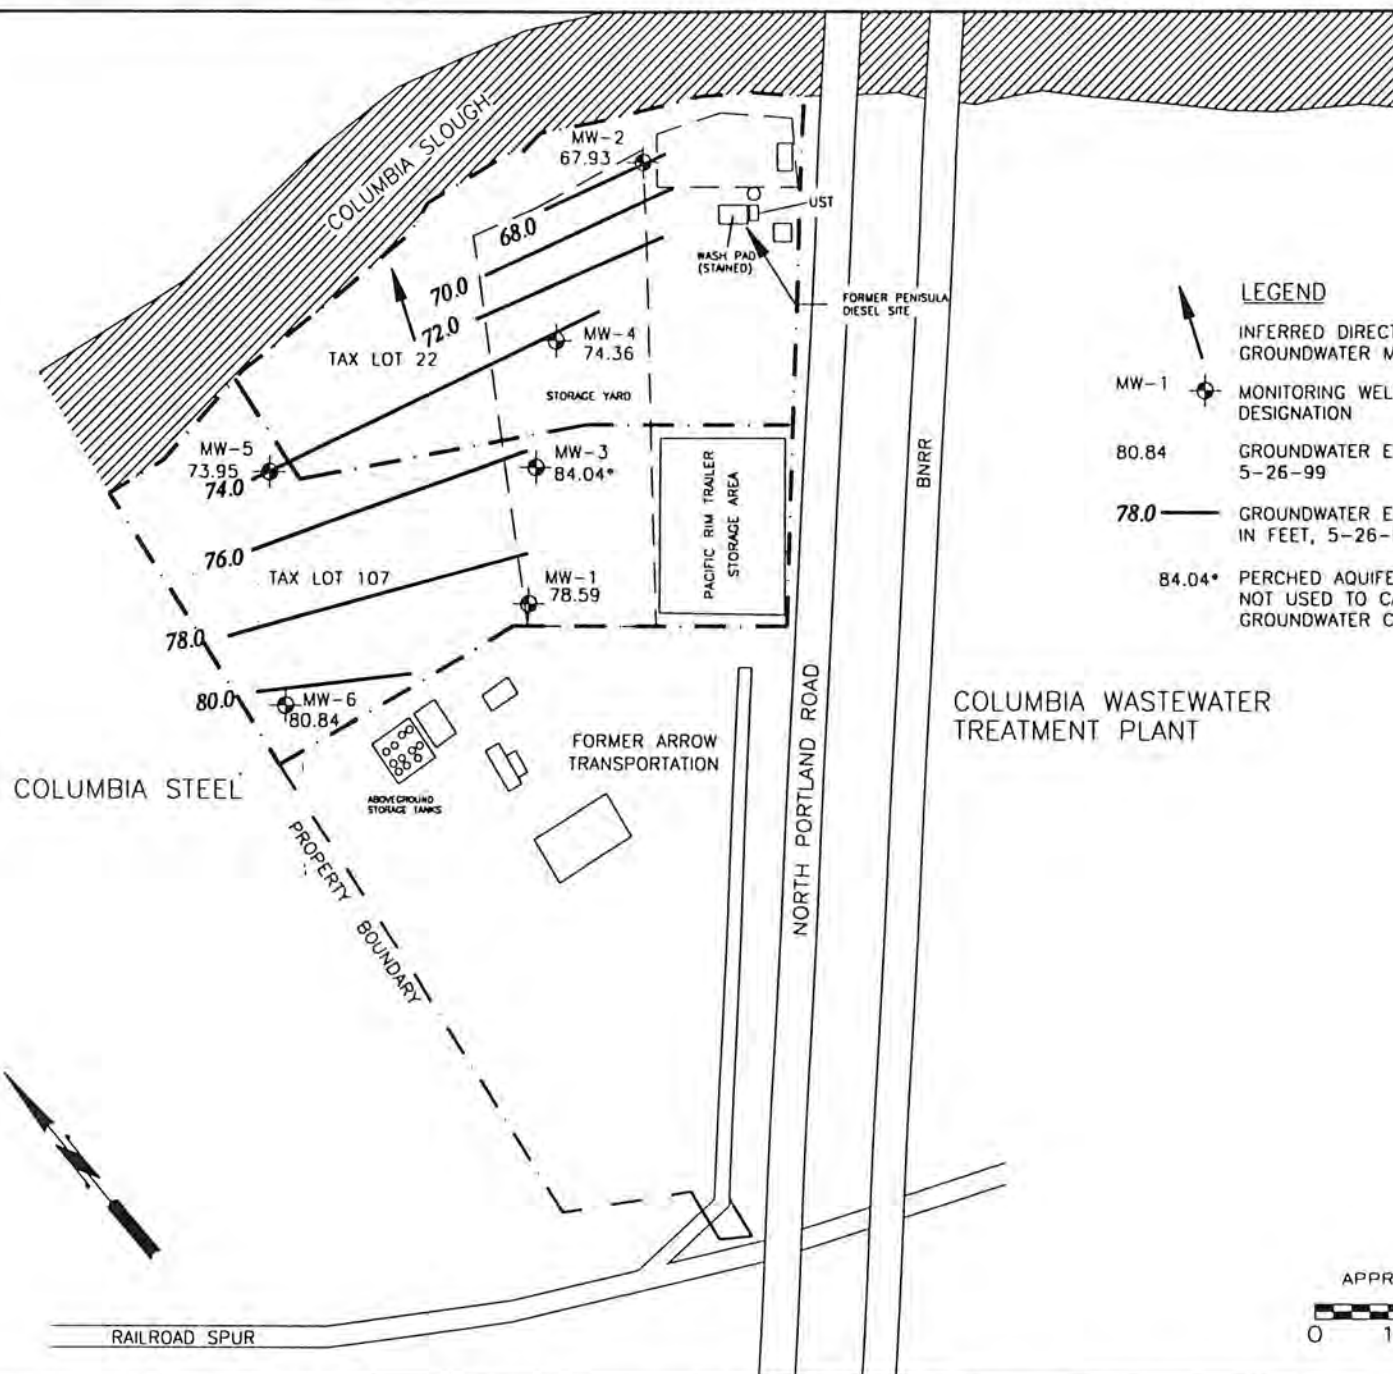 COLUMBIA SLOUGH
MW-2
67.93
68.0
70.0
72.0
UST
WASH PAD
(STAINED)
FORMER PENISULA
DIESEL SITE
MW-4
74.36
TAX LOT 22
STORAGE YARD
MW-5
73.95
74.0
MW-3
84.04*
76.0
TAX LOT 107
MW-1
78.59
78.0
80.0
MW-6
80.84
PACIFIC RIM TRAILER
STORAGE AREA
BNRR
NORTH PORTLAND ROAD
COLUMBIA STEEL
ABOVEGROUND
STORAGE TANKS
FORMER ARROW
TRANSPORTATION
PROPERTY BOUNDARY
COLUMBIA WASTEWATER
TREATMENT PLANT
RAILROAD SPUR
N
LEGEND
INFERRED DIRECT
GROUNDWATER M
MW-1
MONITORING WEL
DESIGNATION
80.84
GROUNDWATER E
5-26-99
78.0
GROUNDWATER E
IN FEET, 5-26-
84.04*
PERCHED AQUIFE
NOT USED TO CA
GROUNDWATER C
APPR
0 1